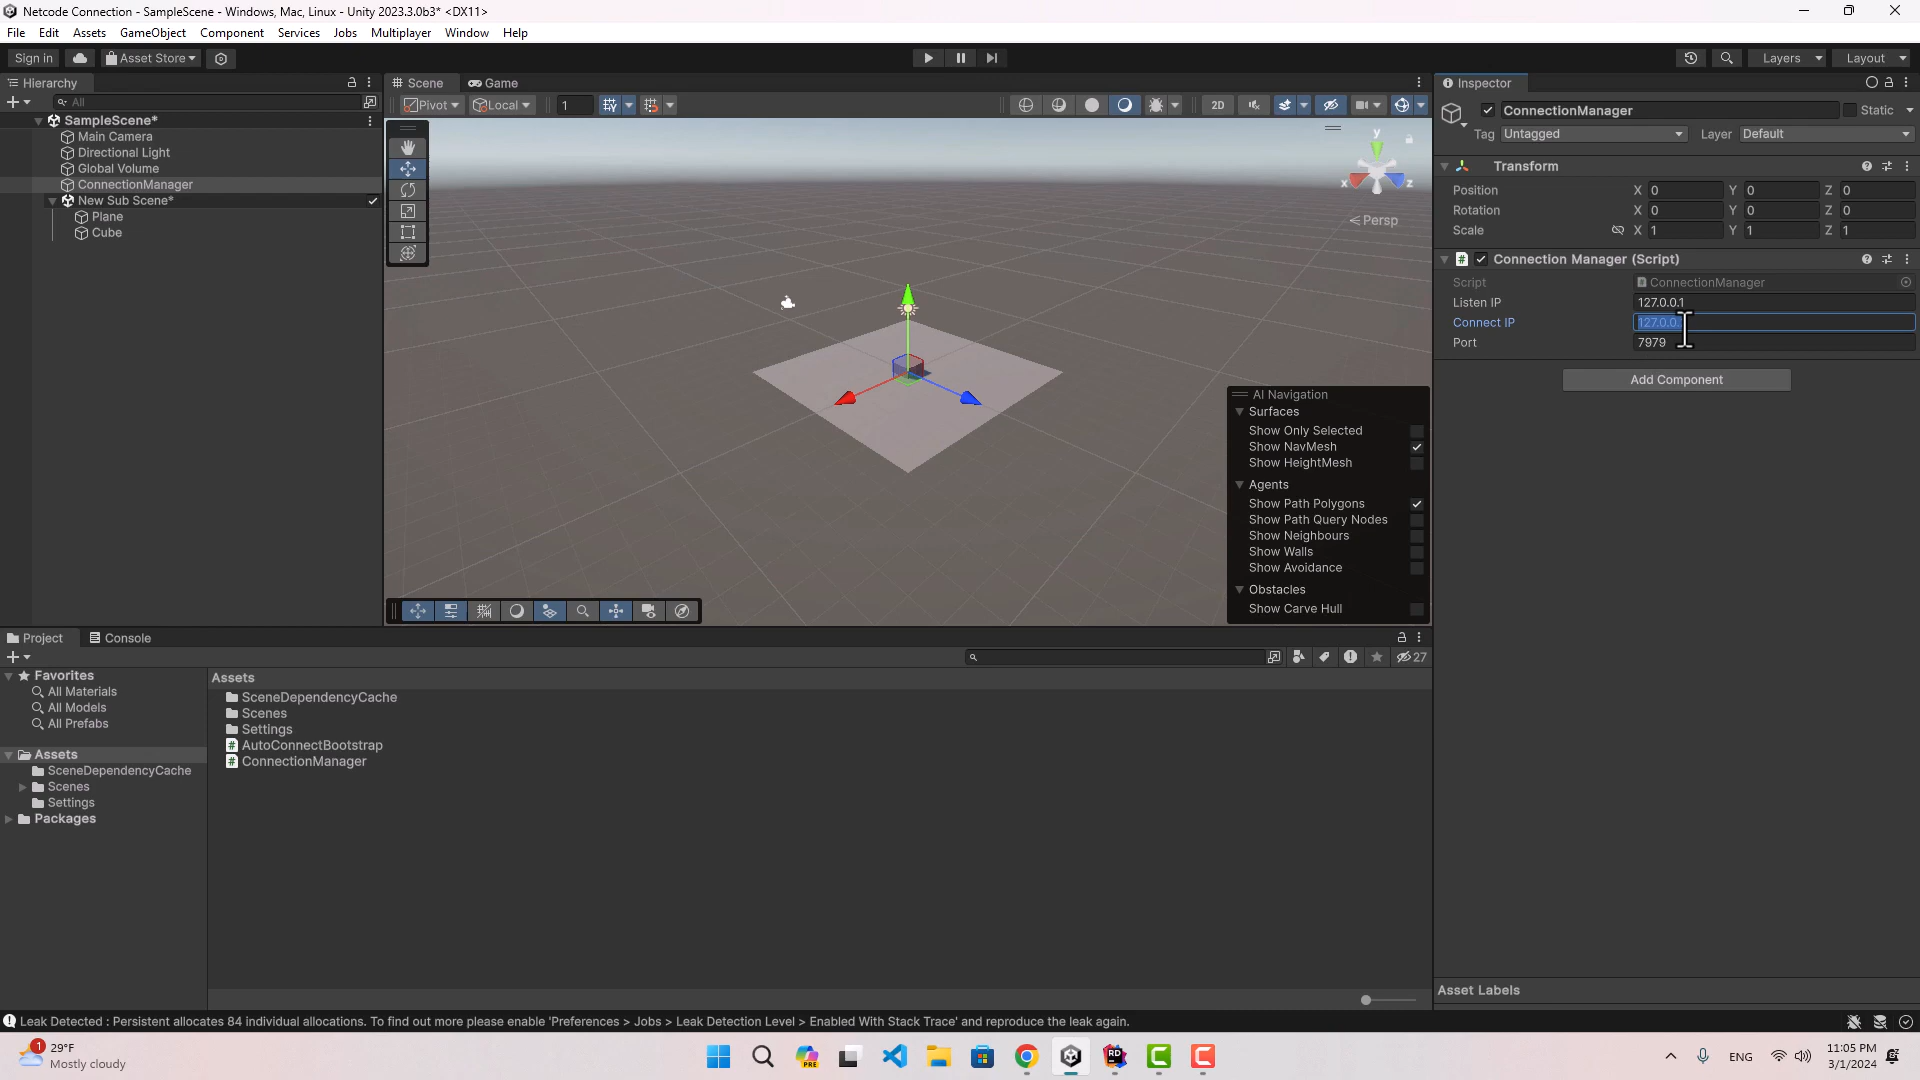 Netcode Connection - SampleScene - Windows, Mac, Linux - Unity 2023.3.0b3* <DX11>
File Edit Assets GameObject Component Services Jobs Multiplayer Window Help
Sign in Asset Store Layers Layout
Hierarchy
All
SampleScene*
Main Camera
Directional Light
Global Volume
ConnectionManager
New Sub Scene*
Plane
Cube
Scene Game
Pivot Local 1 2D
y
x z
Persp
AI Navigation
Surfaces
Show Only Selected
Show NavMesh
Show HeightMesh
Agents
Show Path Polygons
Show Path Query Nodes
Show Neighbours
Show Walls
Show Avoidance
Obstacles
Show Carve Hull
Inspector
ConnectionManager Static
Tag Untagged Layer Default
Transform
Position X 0 Y 0 Z 0
Rotation X 0 Y 0 Z 0
Scale X 1 Y 1 Z 1
# Connection Manager (Script)
Script ConnectionManager
Listen IP 127.0.0.1
Connect IP 127.0.0.
Port 7979
Add Component
Asset Labels
Project Console
27
Favorites
All Materials
All Models
All Prefabs
Assets
SceneDependencyCache
Scenes
Settings
Packages
Assets
SceneDependencyCache
Scenes
Settings
# AutoConnectBootstrap
# ConnectionManager
Leak Detected : Persistent allocates 84 individual allocations. To find out more please enable 'Preferences > Jobs > Leak Detection Level > Enabled With Stack Trace' and reproduce the leak again.
1
29°F
Mostly cloudy
PRE
RD
C
C
ENG
11:05 PM
3/1/2024